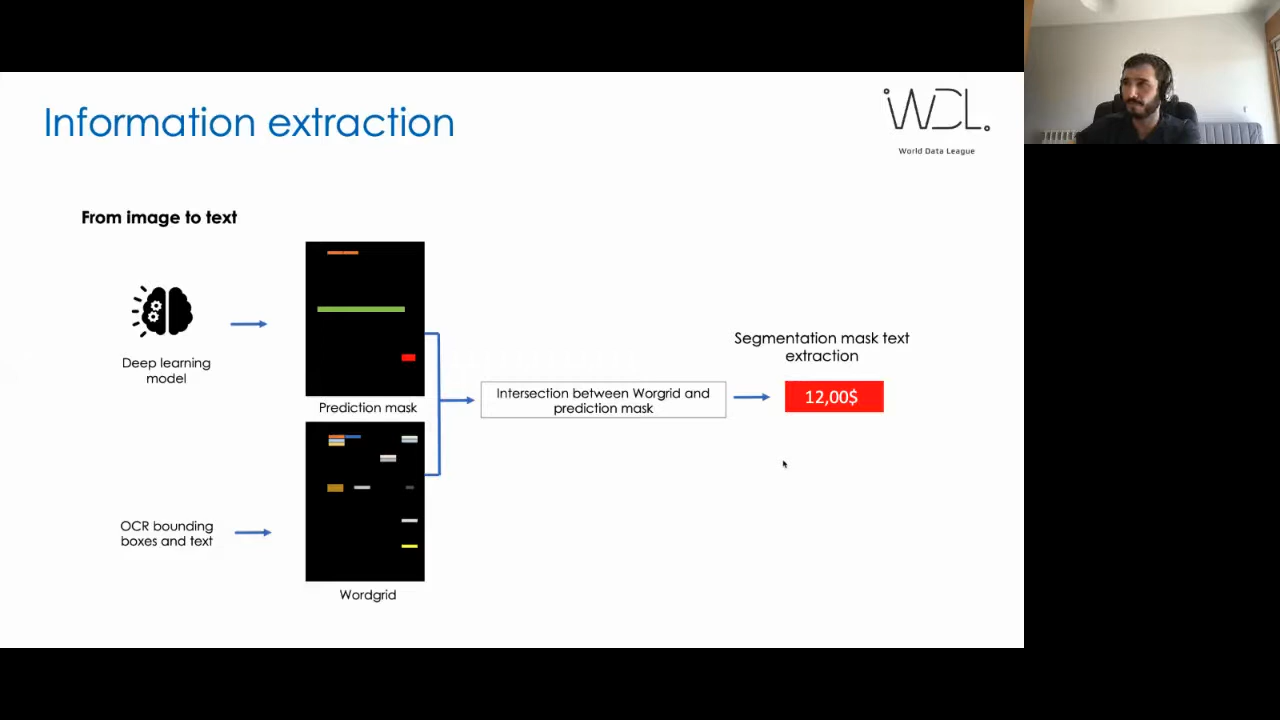 Information extraction
WDL.
World Data League
From image to text
Deep learning
model
Prediction mask
OCR bounding
boxes and text
Wordgrid
Intersection between Worgrid and
prediction mask
Segmentation mask text
extraction
12,00$